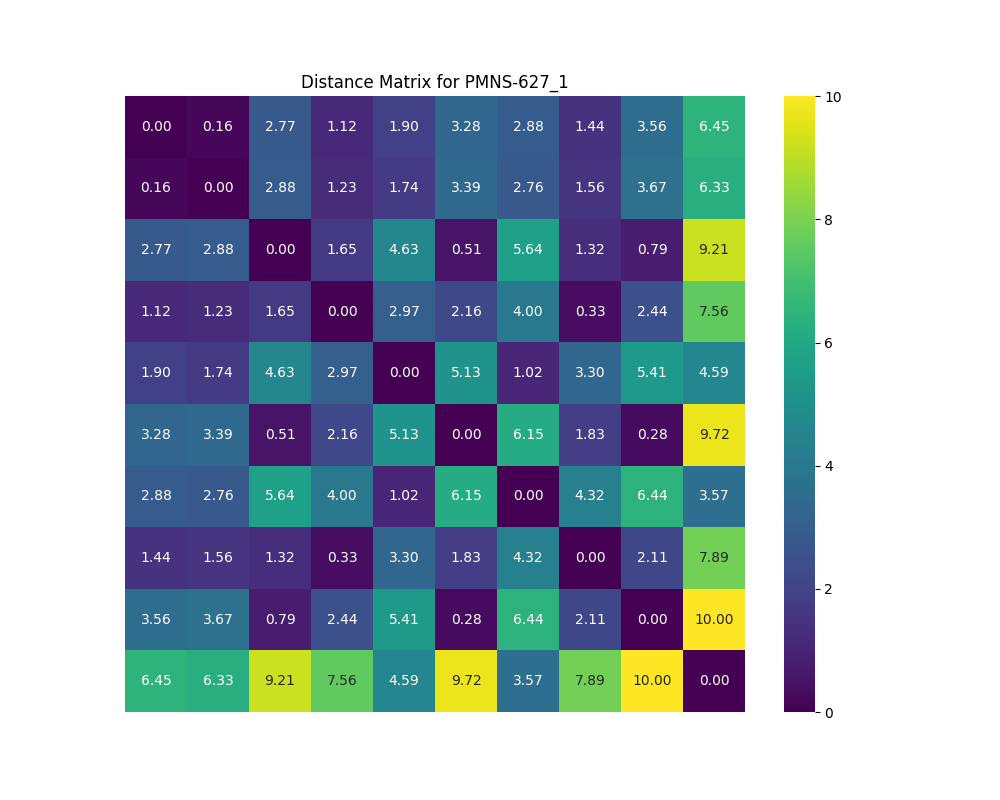 Distance Matrix for PMNS-627_1
0.00 0.16 2.77 1.12 1.90 3.28 2.88 1.44 3.56 6.45
0.16 0.00 2.88 1.23 1.74 3.39 2.76 1.56 3.67 6.33
2.77 2.88 0.00 1.65 4.63 0.51 5.64 1.32 0.79 9.21
1.12 1.23 1.65 0.00 2.97 2.16 4.00 0.33 2.44 7.56
1.90 1.74 4.63 2.97 0.00 5.13 1.02 3.30 5.41 4.59
3.28 3.39 0.51 2.16 5.13 0.00 6.15 1.83 0.28 9.72
2.88 2.76 5.64 4.00 1.02 6.15 0.00 4.32 6.44 3.57
1.44 1.56 1.32 0.33 3.30 1.83 4.32 0.00 2.11 7.89
3.56 3.67 0.79 2.44 5.41 0.28 6.44 2.11 0.00 10.00
6.45 6.33 9.21 7.56 4.59 9.72 3.57 7.89 10.00 0.00
10
8
6
4
2
0